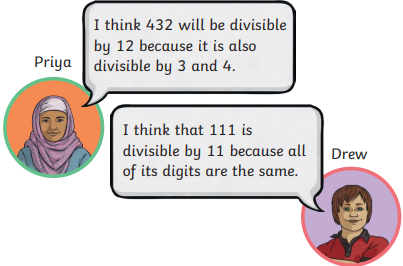 I think 432 will be divisible
by 12 because it is also
divisible by 3 and 4.
Priya
I think that 111 is
divisible by 11 because all
of its digits are the same.
Drew